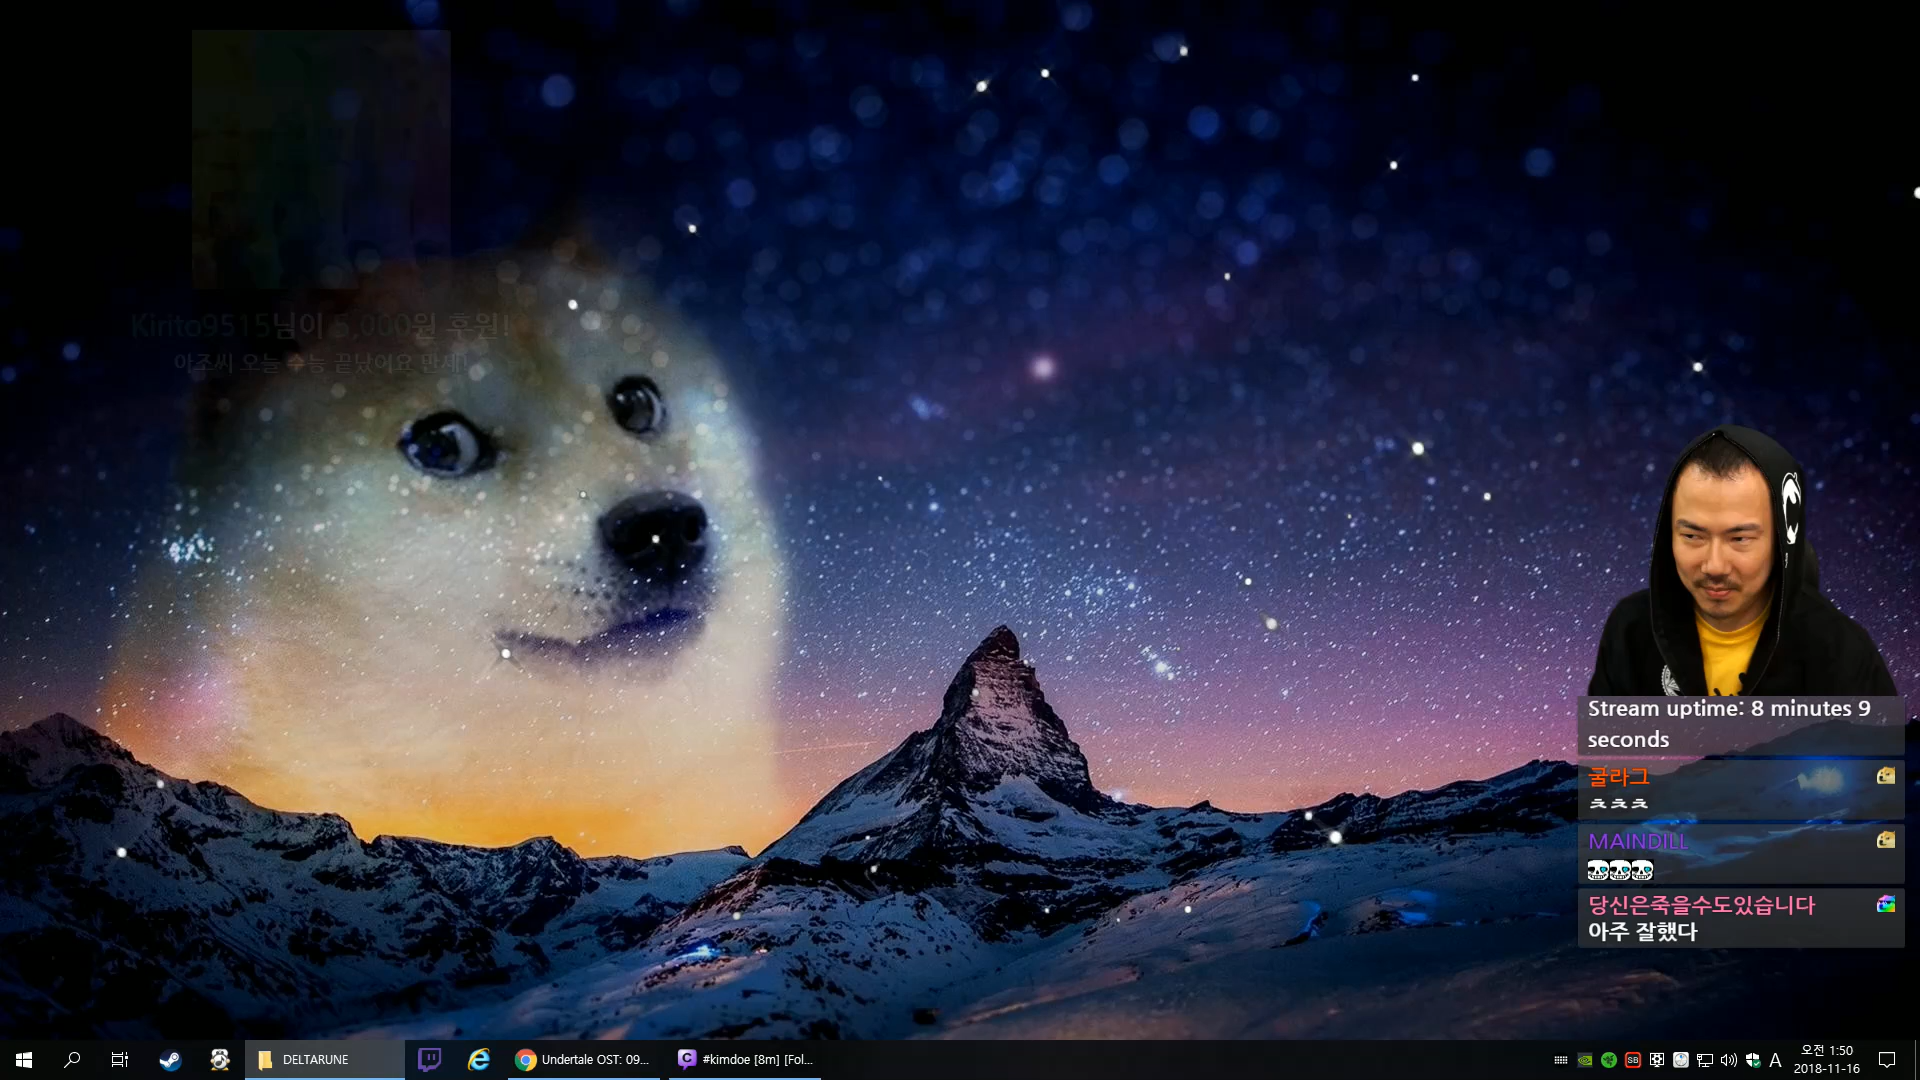 Kirito9515님이 5,000원 후원!
아조씨 오늘 수능 끝났어요 만세!
Stream uptime: 8 minutes 9
seconds
쿨라그
ㅊㅊㅊ
MAINDILL
당신은죽을수도있습니다
아주 잘했다
DELTARUNE
Undertale OST: 09...
#kimdoe [8m] [Fol...
SB
A
오전 1:50
2018-11-16